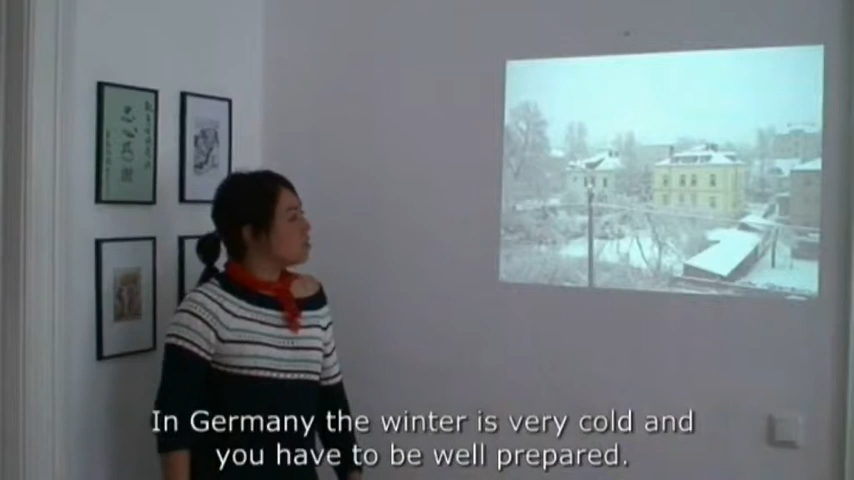 In Germany the winter is very cold and
you have to be well prepared.